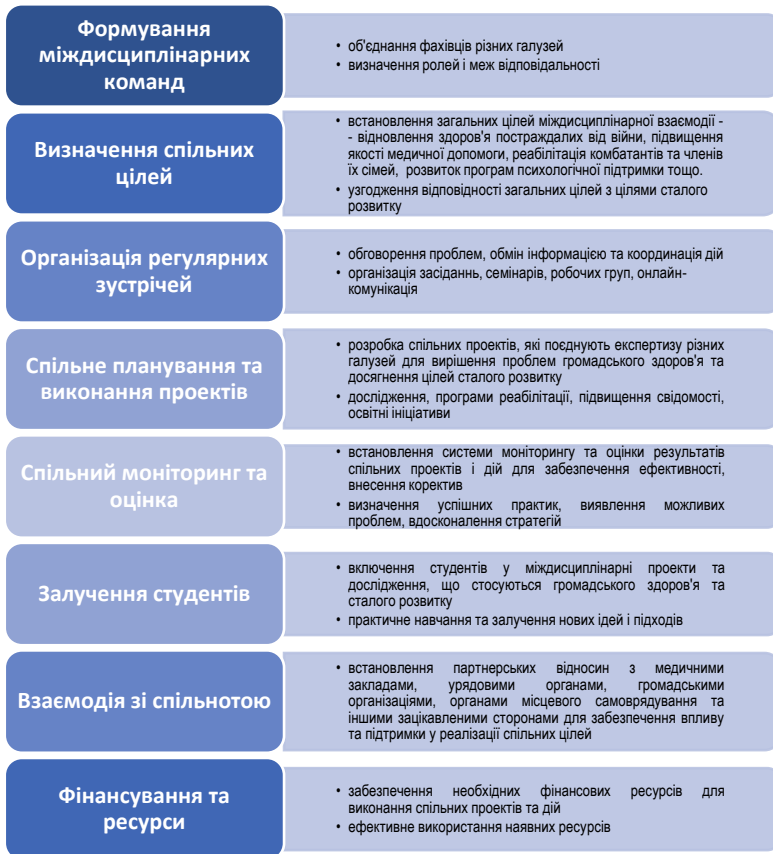 Формування
міждисциплінарних
команд
• об'єднання фахівців різних галузей
• визначення ролей і меж відповідальності
Визначення спільних
цілей
• встановлення загальних цілей міждисциплінарної взаємодії -
- відновлення здоров'я постраждалих від війни, підвищення
якості медичної допомоги, реабілітація комбатантів та членів
їх сімей, розвиток програм психологічної підтримки тощо.
• узгодження відповідності загальних цілей з цілями сталого
розвитку
Організація регулярних
зустрічей
• обговорення проблем, обмін інформацією та координація дій
• організація засіданнь, семінарів, робочих груп, онлайн-
комунікація
Спільне планування та
виконання проектів
• розробка спільних проектів, які поєднують експертизу різних
галузей для вирішення проблем громадського здоров'я та
досягнення цілей сталого розвитку
• дослідження, програми реабілітації, підвищення свідомості,
освітні ініціативи
Спільний моніторинг та
оцінка
• встановлення системи моніторингу та оцінки результатів
спільних проектів і дій для забезпечення ефективності,
внесення коректив
• визначення успішних практик, виявлення можливих
проблем, вдосконалення стратегій
Залучення студентів
• включення студентів у міждисциплінарні проекти та
дослідження, що стосуються громадського здоров'я та
сталого розвитку
• практичне навчання та залучення нових ідей і підходів
Взаємодія зі спільнотою
• встановлення партнерських відносин з медичними
закладами, урядовими органами, громадськими
організаціями, органами місцевого самоврядування та
іншими зацікавленими сторонами для забезпечення впливу
та підтримки у реалізації спільних цілей
Фінансування та
ресурси
• забезпечення необхідних фінансових ресурсів для
виконання спільних проектів та дій
• ефективне використання наявних ресурсів